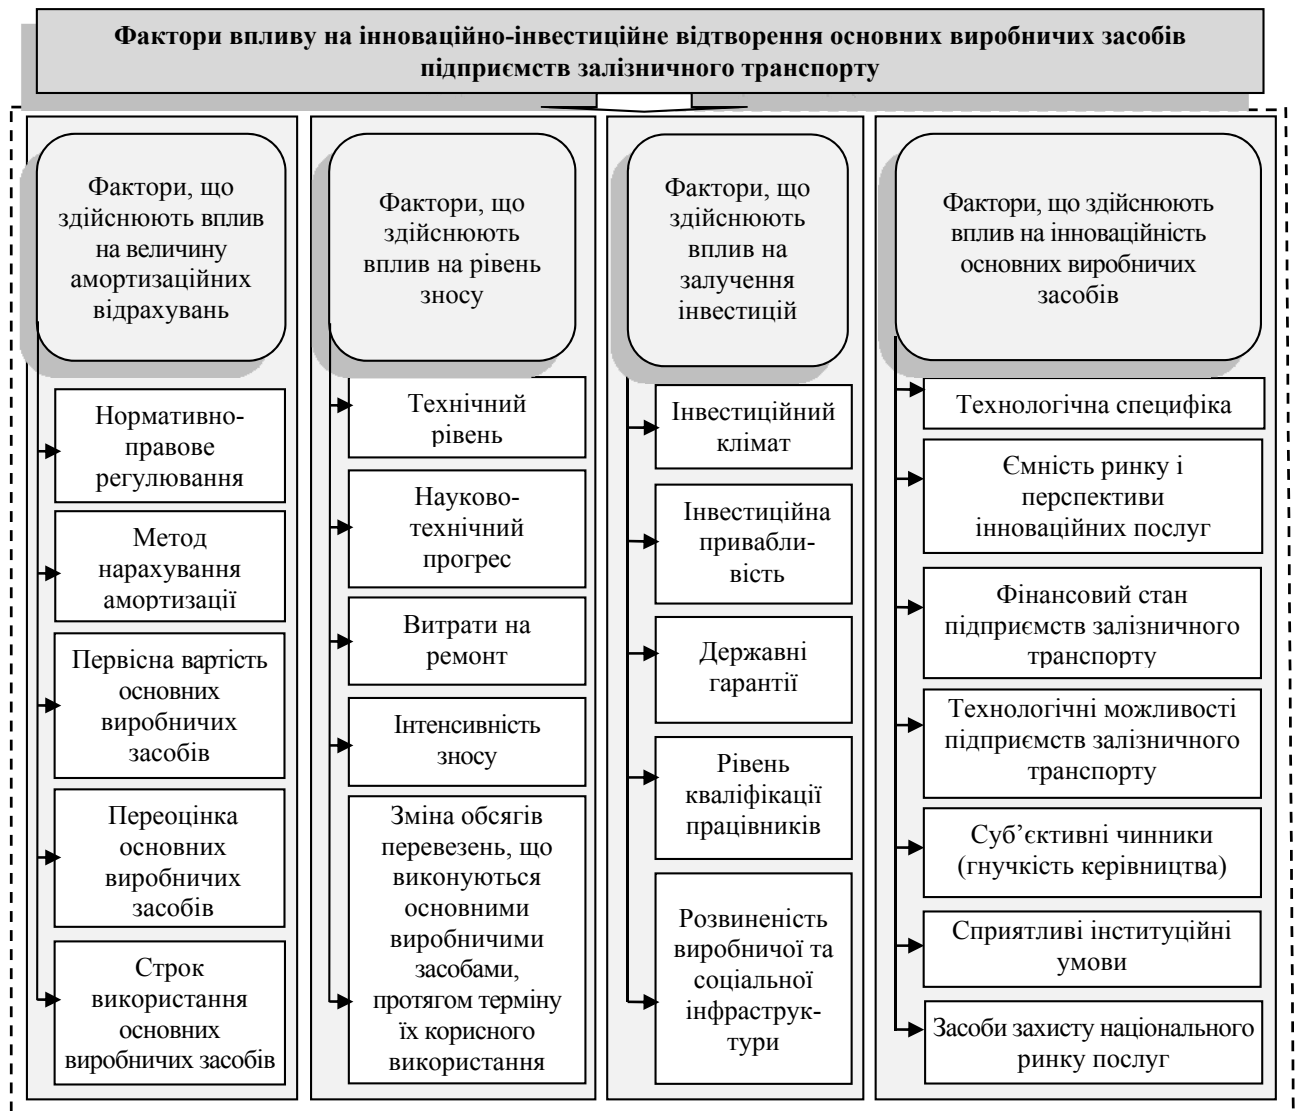 Фактори впливу на інноваційно-інвестиційне відтворення основних виробничих засобів
підприємств залізничного транспорту
Фактори, що
здійснюють вплив
на величину
амортизаційних
відрахувань
Нормативно-
правове
регулювання
Метод
нарахування
амортизації
Первісна вартість
основних
виробничих
засобів
Переоцінка
основних
виробничих
засобів
Строк
використання
основних
виробничих засобів
Фактори, що
здійснюють
вплив на рівень
зносу
Технічний
рівень
Науково-
технічний
прогрес
Витрати на
ремонт
Інтенсивність
зносу
Зміна обсягів
перевезень, що
виконуються
основними
виробничими
засобами,
протягом терміну
їх корисного
використання
Фактори, що
здійснюють
вплив на
залучення
інвестицій
Інвестиційний
клімат
Інвестиційна
привабли-
вість
Державні
гарантії
Рівень
кваліфікації
працівників
Розвиненість
виробничої та
соціальної
інфраструк-
тури
Фактори, що здійснюють
вплив на інноваційність
основних виробничих
засобів
Технологічна специфіка
Ємність ринку і
перспективи
інноваційних послуг
Фінансовий стан
підприємств залізничного
транспорту
Технологічні можливості
підприємств залізничного
транспорту
Суб’єктивні чинники
(гнучкість керівництва)
Сприятливі інституційні
умови
Засоби захисту національного
ринку послуг